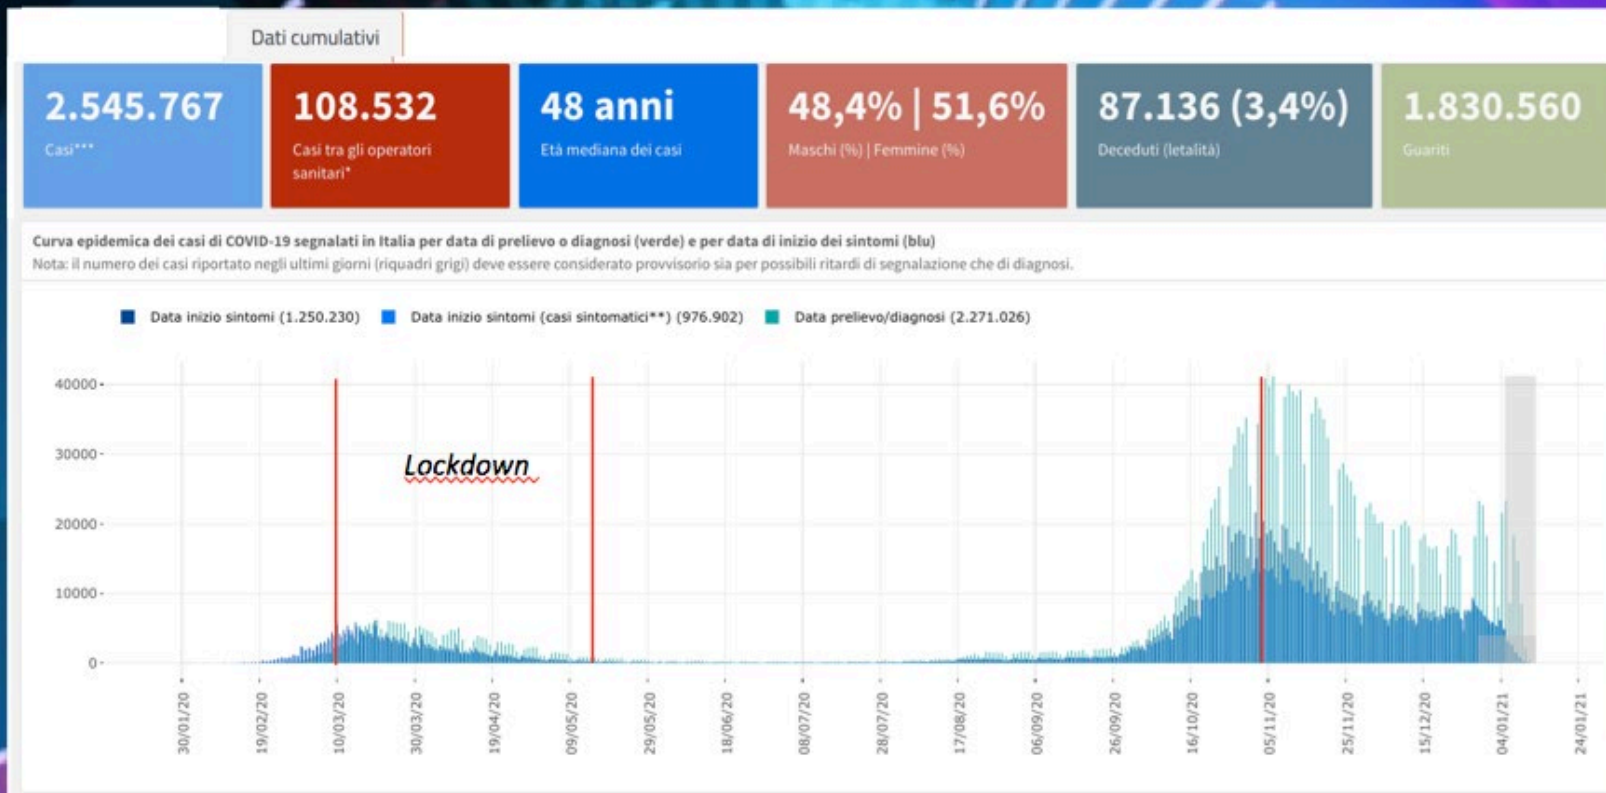 Dati cumulativi
2.545.767
Casi***
108.532
Casi tra gli operatori
sanitari*
48 anni
Età mediana dei casi
48,4% | 51,6%
Maschi (%) | Femmine (%)
87.136 (3,4%)
Deceduti (letalità)
1.830.560
Guariti
Curva epidemica dei casi di COVID-19 segnalati in Italia per data di prelievo o diagnosi (verde) e per data di inizio dei sintomi (blu)
Nota: il numero dei casi riportato negli ultimi giorni (riquadri grigi) deve essere considerato provvisorio sia per possibili ritardi di segnalazione che di diagnosi.
Data inizio sintomi (1.250.230) Data inizio sintomi (casi sintomatici**) (976.902) Data prelievo/diagnosi (2.271.026)
40000
30000
20000
10000
0
Lockdown
30/01/20
19/02/20
10/03/20
30/03/20
19/04/20
09/05/20
29/05/20
18/06/20
08/07/20
28/07/20
17/08/20
06/09/20
26/09/20
16/10/20
05/11/20
25/11/20
15/12/20
04/01/21
24/01/21